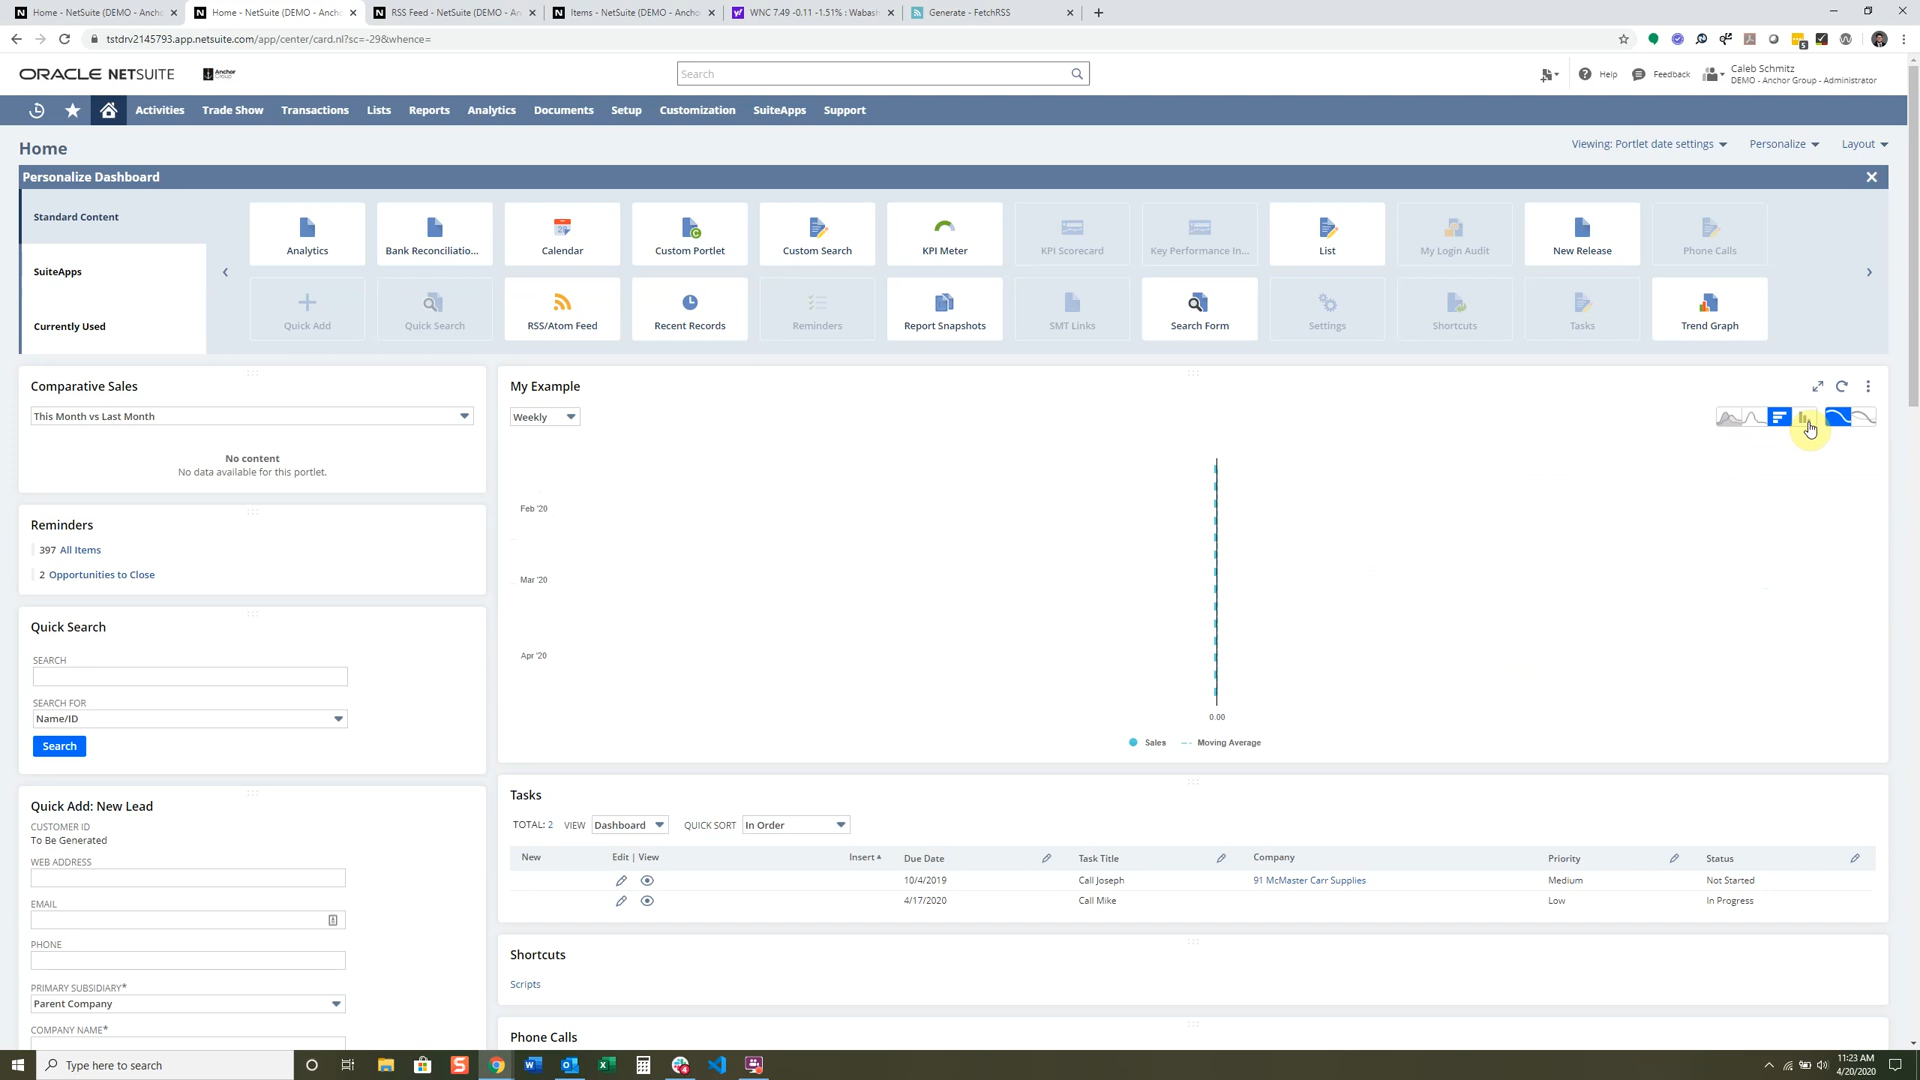 Home - NetSuite (DEMO - Ancho
Home - NetSuite (DEMO - Ancho
RSS Feed - NetSuite (DEMO - An
Items - NetSuite (DEMO - Ancho
WNC 7.49 -0.11 -1.51% : Wabash
Generate - FetchRSS
tstdrv2145793.app.netsuite.com/app/center/card.nl?sc=-29&whence=
ORACLE NETSUITE
Anchor Group
Search
Help
Feedback
Caleb Schmitz
DEMO - Anchor Group - Administrator
Activities
Trade Show
Transactions
Lists
Reports
Analytics
Documents
Setup
Customization
SuiteApps
Support
Home
Viewing: Portlet date settings
Personalize
Layout
Personalize Dashboard
Standard Content
SuiteApps
Currently Used
Analytics
Bank Reconciliatio...
Calendar
Custom Portlet
Custom Search
KPI Meter
KPI Scorecard
Key Performance In...
List
My Login Audit
New Release
Phone Calls
Quick Add
Quick Search
RSS/Atom Feed
Recent Records
Reminders
Report Snapshots
SMT Links
Search Form
Settings
Shortcuts
Tasks
Trend Graph
Comparative Sales
This Month vs Last Month
No content
No data available for this portlet.
Reminders
397 All Items
2 Opportunities to Close
Quick Search
SEARCH
SEARCH FOR
Name/ID
Search
Quick Add: New Lead
CUSTOMER ID
To Be Generated
WEB ADDRESS
EMAIL
PHONE
PRIMARY SUBSIDIARY*
Parent Company
COMPANY NAME*
My Example
Weekly
Feb '20
Mar '20
Apr '20
0.00
Sales
Moving Average
Tasks
TOTAL: 2 VIEW Dashboard QUICK SORT In Order
New Edit | View Insert Due Date Task Title Company Priority Status
10/4/2019 Call Joseph 91 McMaster Carr Supplies Medium Not Started
4/17/2020 Call Mike Low In Progress
Shortcuts
Scripts
Phone Calls
Type here to search
11:23 AM
4/20/2020